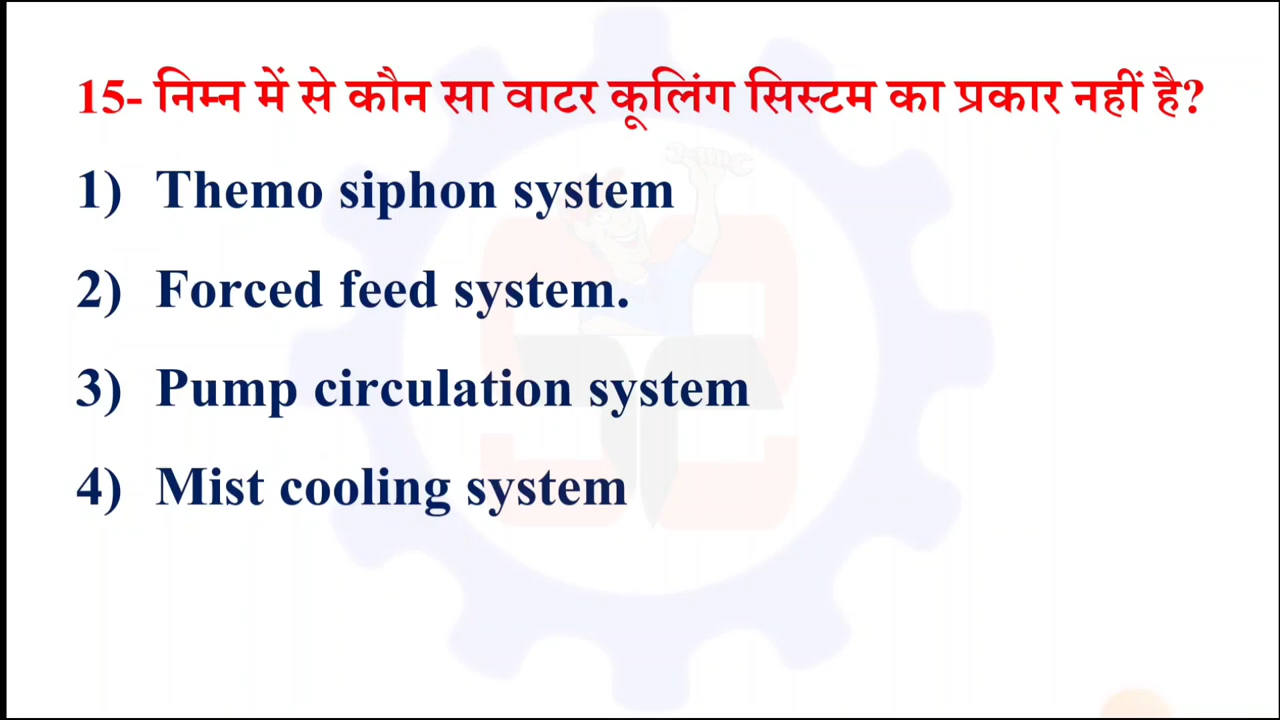 15- निम्न में से कौन सा वाटर कूलिंग सिस्टम का प्रकार नहीं है?
1) Themo siphon system
2) Forced feed system.
3) Pump circulation system
4) Mist cooling system